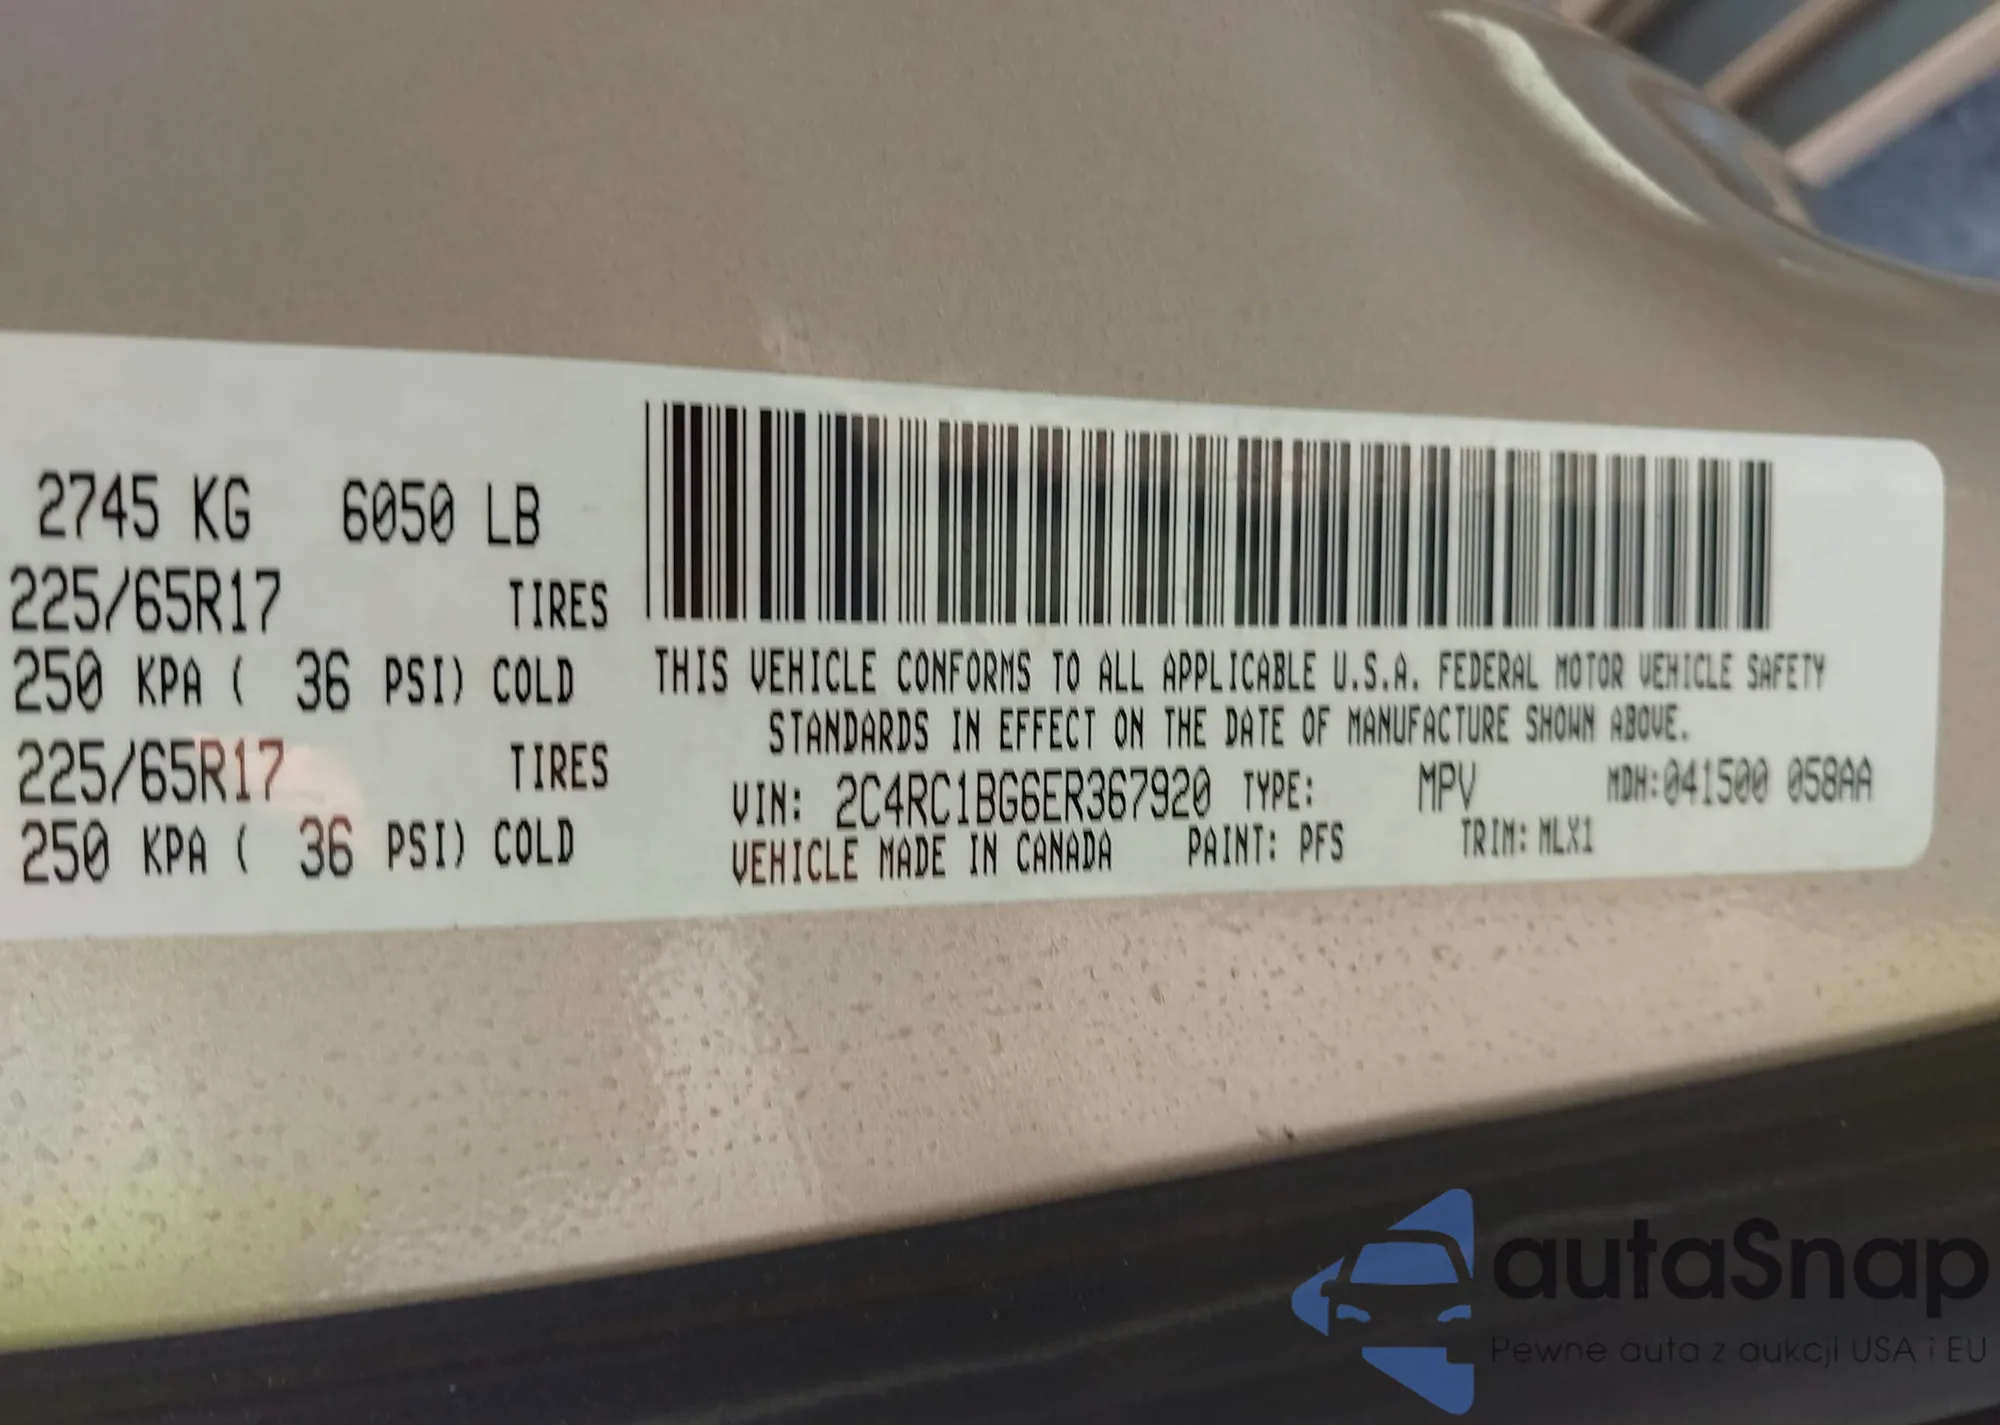 2745 KG 6050 LB
225/65R17 TIRES
250 KPA ( 36 PSI) COLD
225/65R17 TIRES
250 KPA ( 36 PSI) COLD
THIS VEHICLE CONFORMS TO ALL APPLICABLE U.S.A. FEDERAL MOTOR VEHICLE SAFETY
STANDARDS IN EFFECT ON THE DATE OF MANUFACTURE SHOWN ABOVE.
VIN: 2C4RC1BG6ER367920 TYPE: MPV MDH:041500 058AA
VEHICLE MADE IN CANADA PAINT: PFS TRIM: MLX1
autaSnap
Pewne auta z aukcji USA i EU